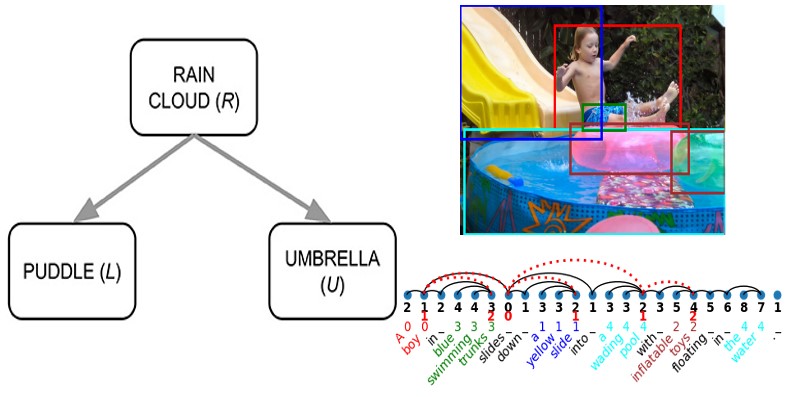 RAIN
CLOUD (R)
PUDDLE (L)
UMBRELLA
(U)
2 1 2 4 4 3 0 1 3 3 2 1 3 3 2 3 5 4 5 6 8 7 1
1 2 0 1 1 2
A 0
boy 0
in _
blue 3
swimming 3
trunks 3
slides _
down _
a 1
yellow 1
slide 1
into _
a 4
wading 4
pool 4
with _
inflatable 2
toys 2
floating _
in _
the 4
water 4
. _